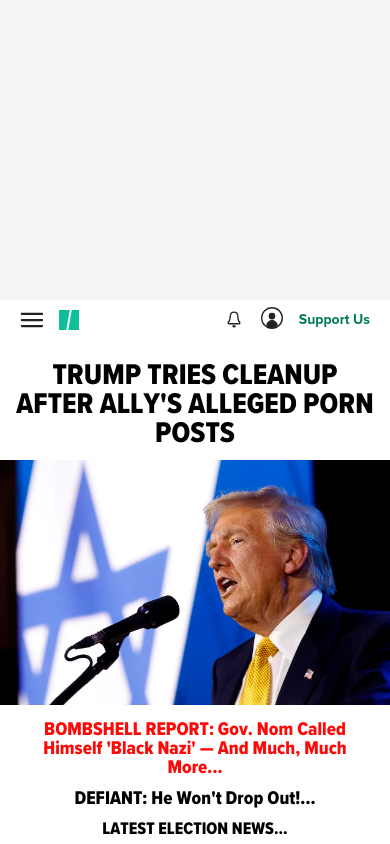 Support Us
TRUMP TRIES CLEANUP
AFTER ALLY'S ALLEGED PORN
POSTS
BOMBSHELL REPORT: Gov. Nom Called
Himself 'Black Nazi' — And Much, Much
More...
DEFIANT: He Won't Drop Out!...
LATEST ELECTION NEWS...